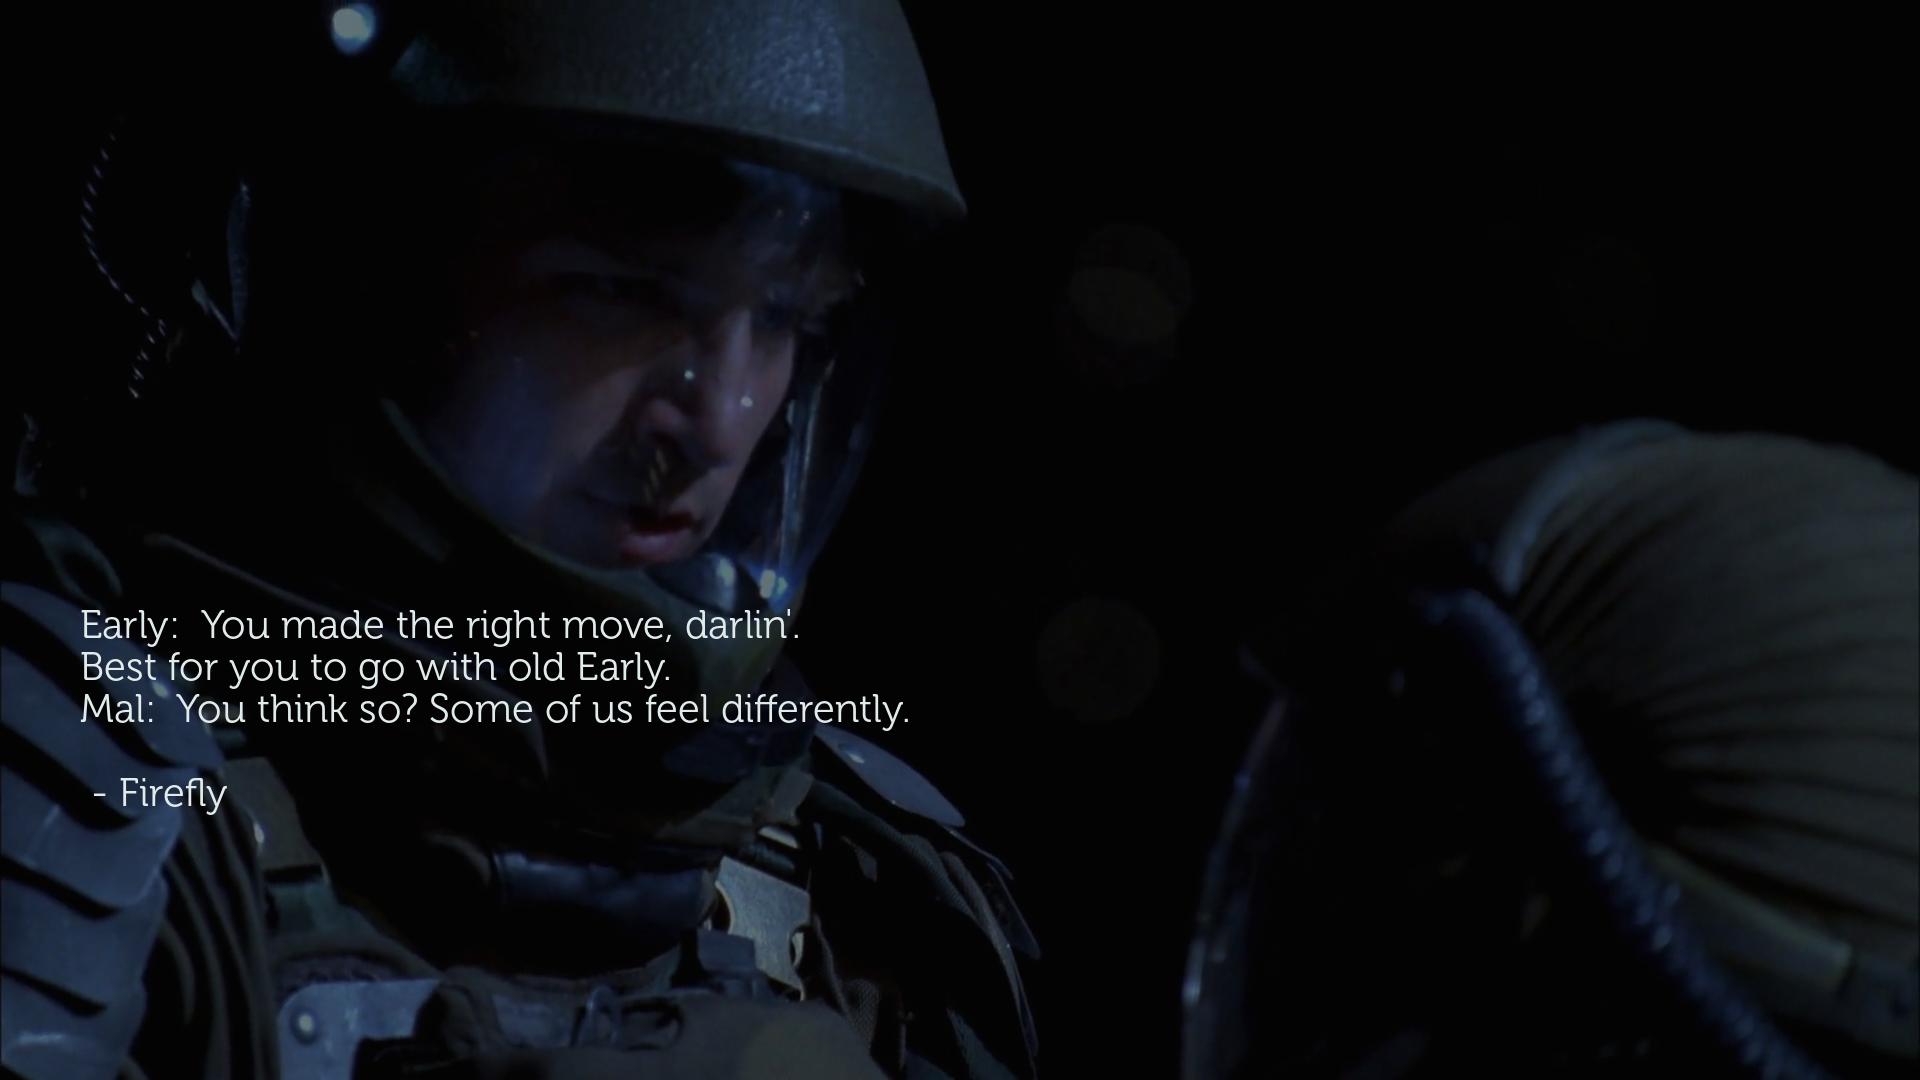 Early:  You made the right move, darlin'.
Best for you to go with old Early.
Mal:  You think so? Some of us feel differently.
- Firefly